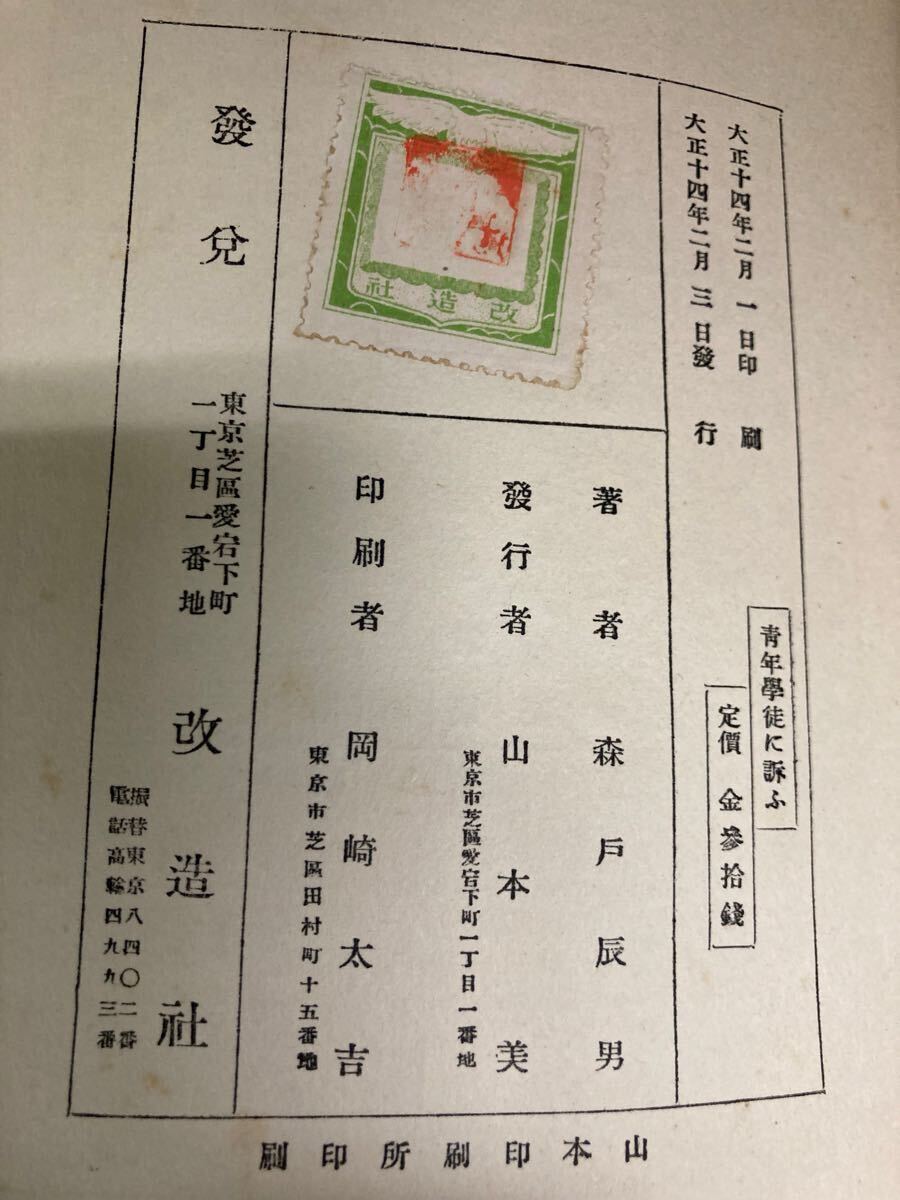 大正十四年二月一日印刷
大正十四年二月三日發行
青年學徒に訴ふ
定價 金參拾錢
改造社
著者 森戸辰男
發行者 山本美
東京市芝區愛宕下町一丁目一番地
印刷者 岡崎太吉
東京市芝區田村町十五番地
發兌
東京芝區愛宕下町
一丁目一番地
改造社
振替東京八四〇二番
電話高輪四九九三番
山本印刷所印刷